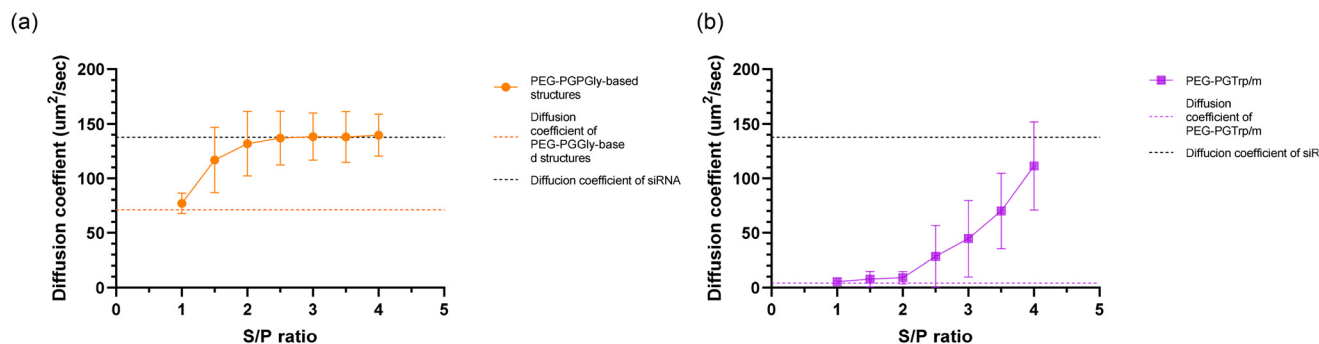 (a)
(b)
Diffusion coefficient (um²/sec)
200
150
100
50
0
0 1 2 3 4 5
S/P ratio
PEG-PGPGly-based
structures
Diffusion
coefficient of
PEG-PGGly-base
d structures
Diffucion coefficient of siRNA
Diffusion coeffient (um²/sec)
200
150
100
50
0
0 1 2 3 4 5
S/P ratio
PEG-PGTrp/m
Diffusion
coefficient of
PEG-PGTrp/m
Diffucion coefficient of siR